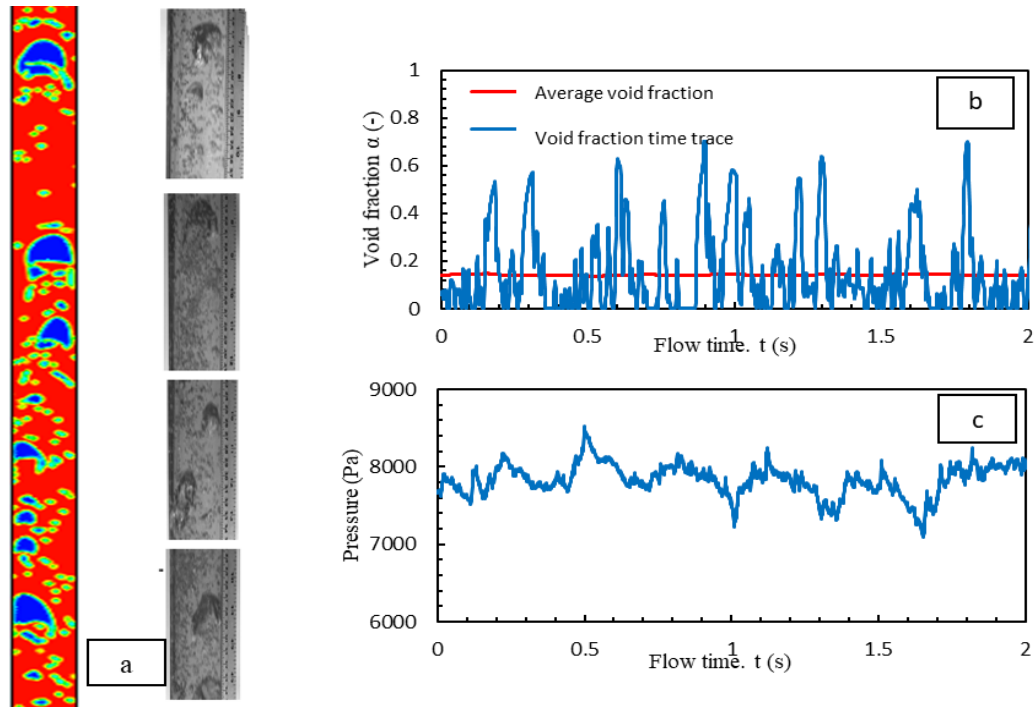 a
b
Average void fraction
Void fraction time trace
Void fraction α (-)
1
0.8
0.6
0.4
0.2
0
0 0.5 1 1.5 2
Flow time. t (s)
c
Pressure (Pa)
9000
8000
7000
6000
0 0.5 1 1.5 2
Flow time. t (s)